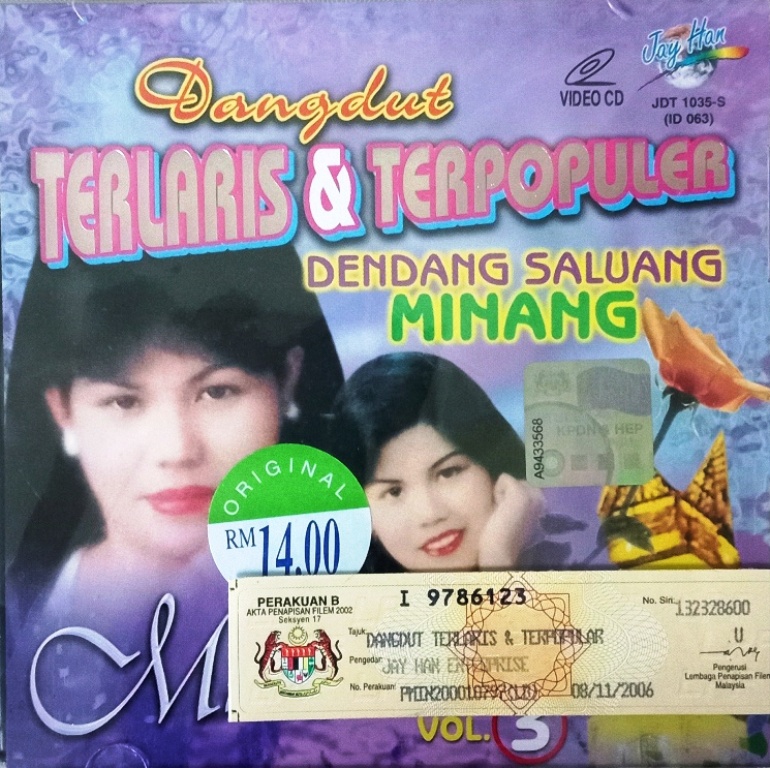 Dangdut
TERLARIS & TERPOPULER
DENDANG SALUANG
MINANG
VIDEO CD
Jay Han
JDT 1035-S
(ID 063)
A9433568
KPDN & HEP
ORIGINAL
RM 14.00
PERAKUAN B
AKTA PENAPISAN FILEM 2002
Seksyen 17
I 9786123
No. Siri: 132328600
Tajuk DANGDUT TERLARIS & TERPOPULAR
Pengedar JAY HAN ENTERPRISE
No. Perakuan: 08/11/2006
U
Pengerusi
Lembaga Penapisan Filem
Malaysia
VOL. 3